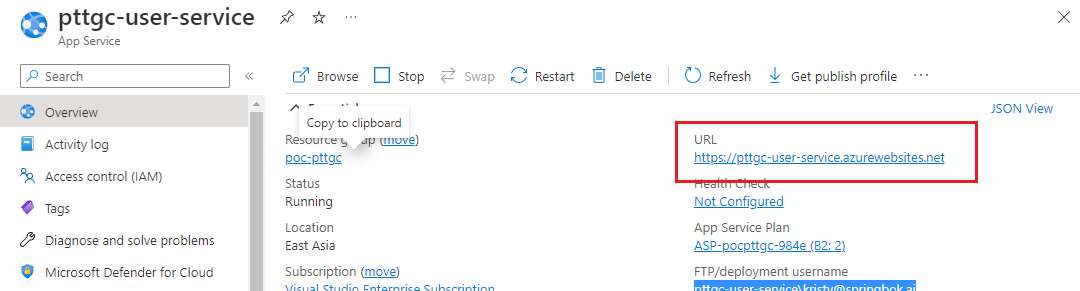 pttgc-user-service
App Service
Search
Overview
Activity log
Access control (IAM)
Tags
Diagnose and solve problems
Microsoft Defender for Cloud
Browse
Stop
Swap
Restart
Delete
Refresh
Get publish profile
JSON View
Copy to clipboard
Resource group (move)
poc-pttgc
Status
Running
Location
East Asia
Subscription (move)
Visual Studio Enterprise Subscription
URL
https://pttgc-user-service.azurewebsites.net
Health Check
Not Configured
App Service Plan
ASP-pocpttgc-984e (B2: 2)
FTP/deployment username
pttgc-user-service\kristy@springbok.ai